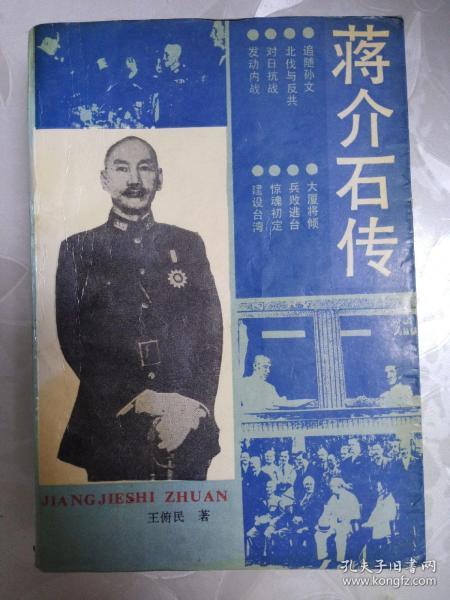 蒋介石传
追随孙文
北伐与反共
对日抗战
发动内战
大厦将倾
兵败逃台
惊魂初定
建设台湾
JIANGJIESHI ZHUAN
王俯民 著
孔夫子旧书网
www.kongfz.com